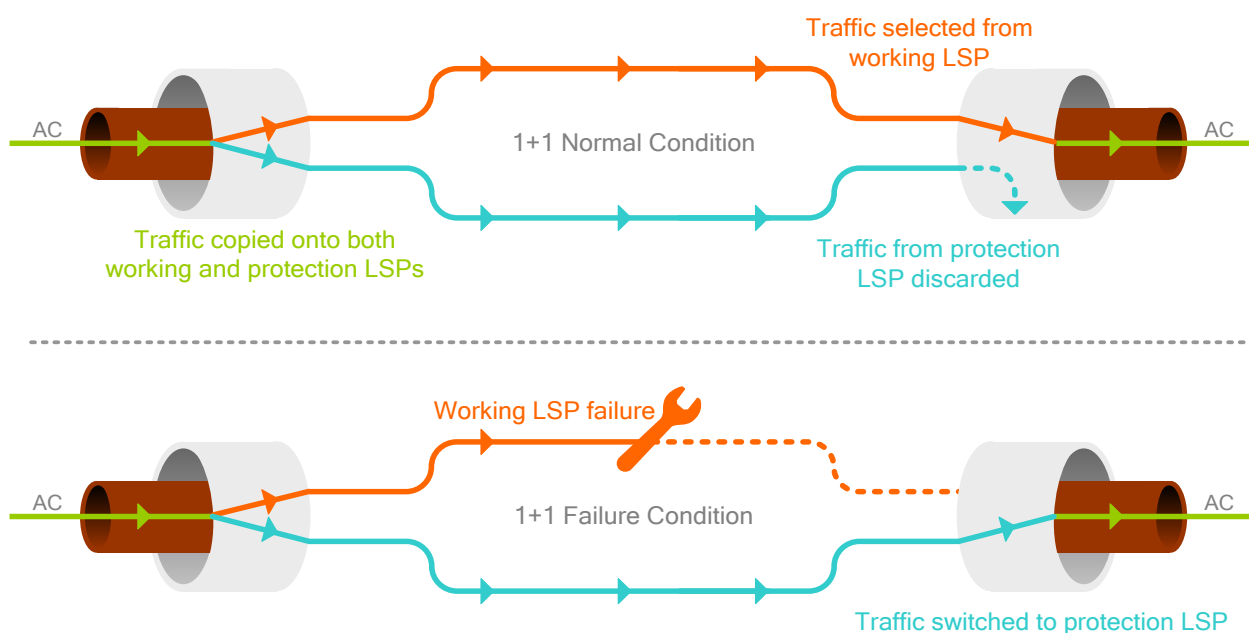 Traffic selected from
working LSP
AC
1+1 Normal Condition
AC
Traffic copied onto both
working and protection LSPs
Traffic from protection
LSP discarded
Working LSP failure
AC
1+1 Failure Condition
AC
Traffic switched to protection LSP